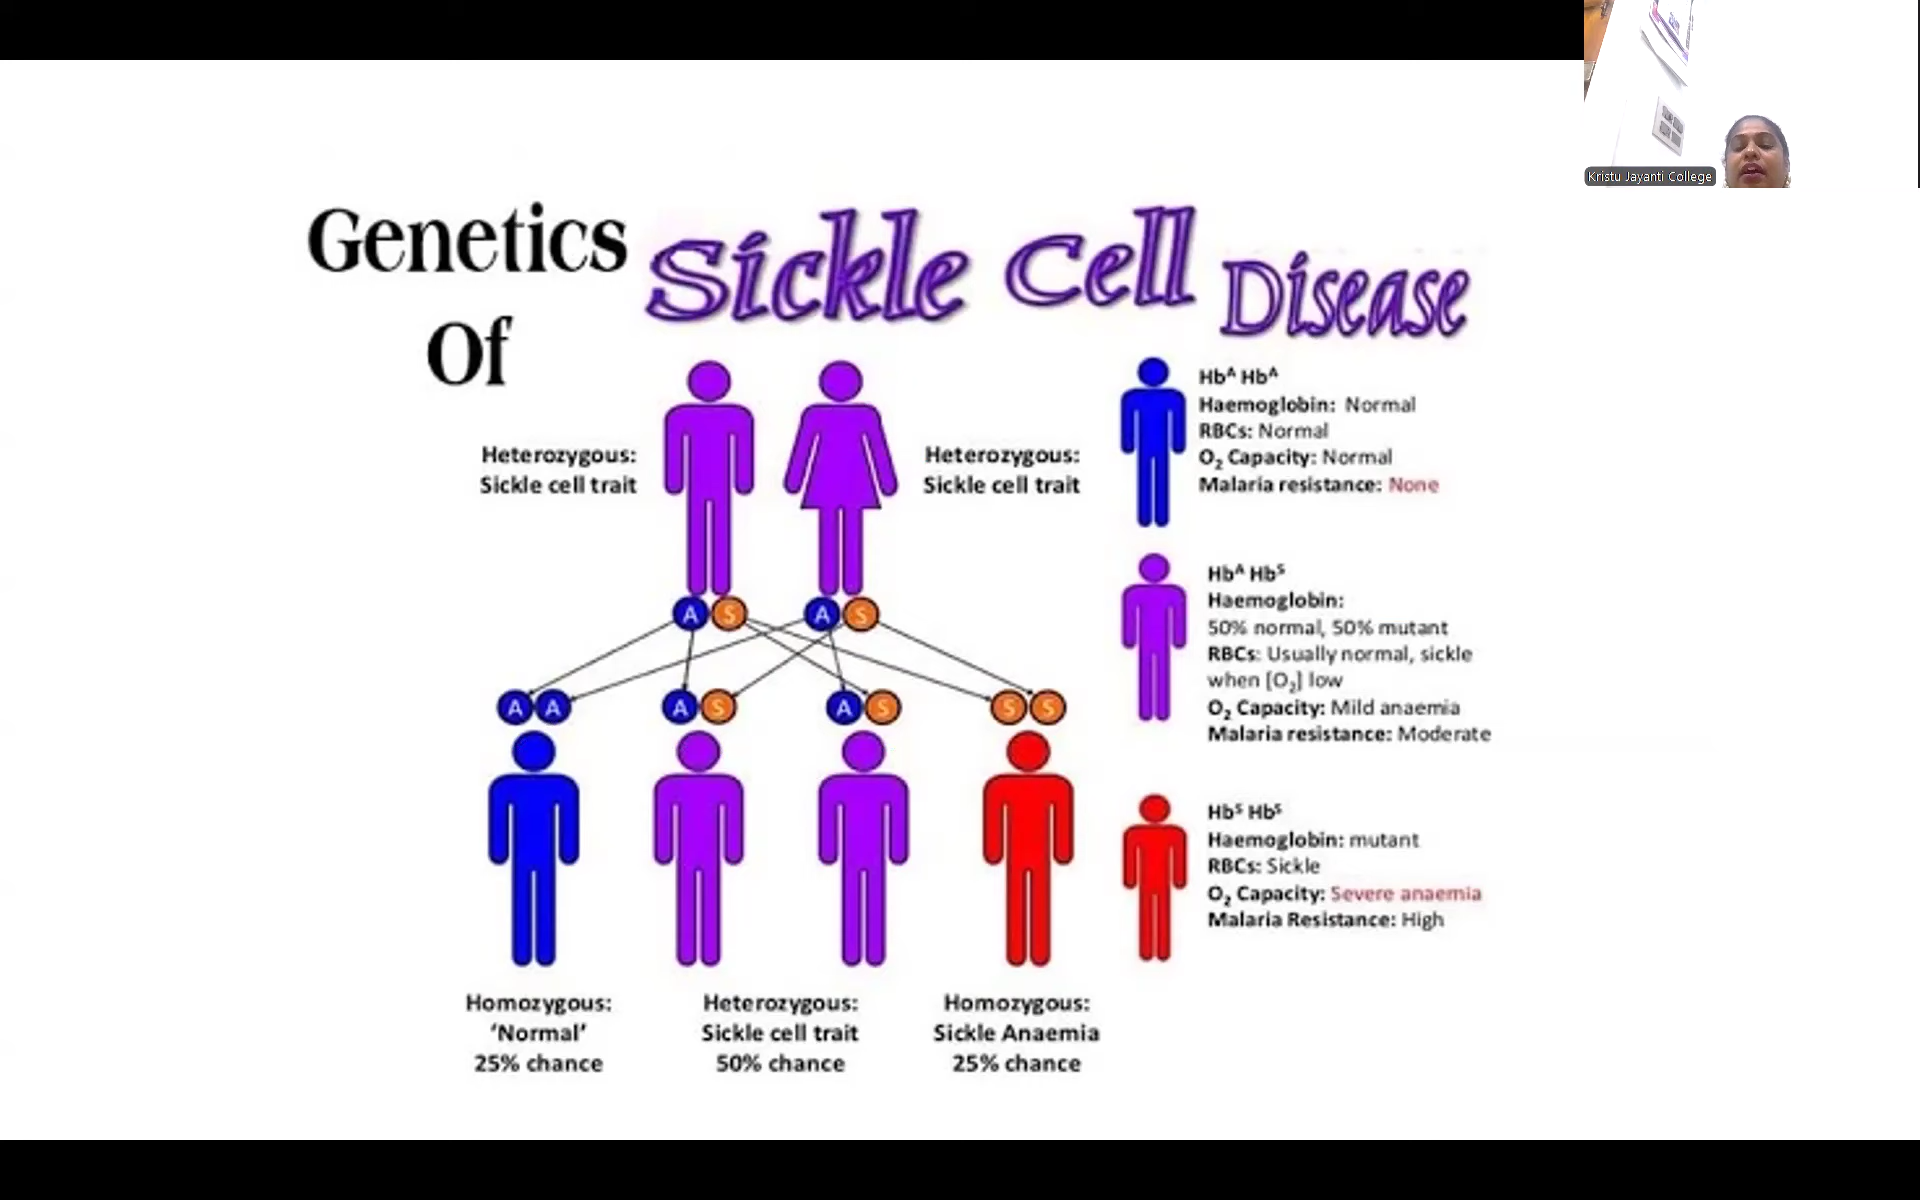 Kristu Jayanti College
Genetics
Of
Sickle Cell Disease
Heterozygous:
Sickle cell trait
Heterozygous:
Sickle cell trait
A S A S
A A A S A S S S
Homozygous:
‘Normal’
25% chance
Heterozygous:
Sickle cell trait
50% chance
Homozygous:
Sickle Anaemia
25% chance
Hbᴬ Hbᴬ
Haemoglobin: Normal
RBCs: Normal
O₂ Capacity: Normal
Malaria resistance: None
Hbᴬ Hbˢ
Haemoglobin:
50% normal, 50% mutant
RBCs: Usually normal, sickle
when [O₂] low
O₂ Capacity: Mild anaemia
Malaria resistance: Moderate
Hbˢ Hbˢ
Haemoglobin: mutant
RBCs: Sickle
O₂ Capacity: Severe anaemia
Malaria Resistance: High